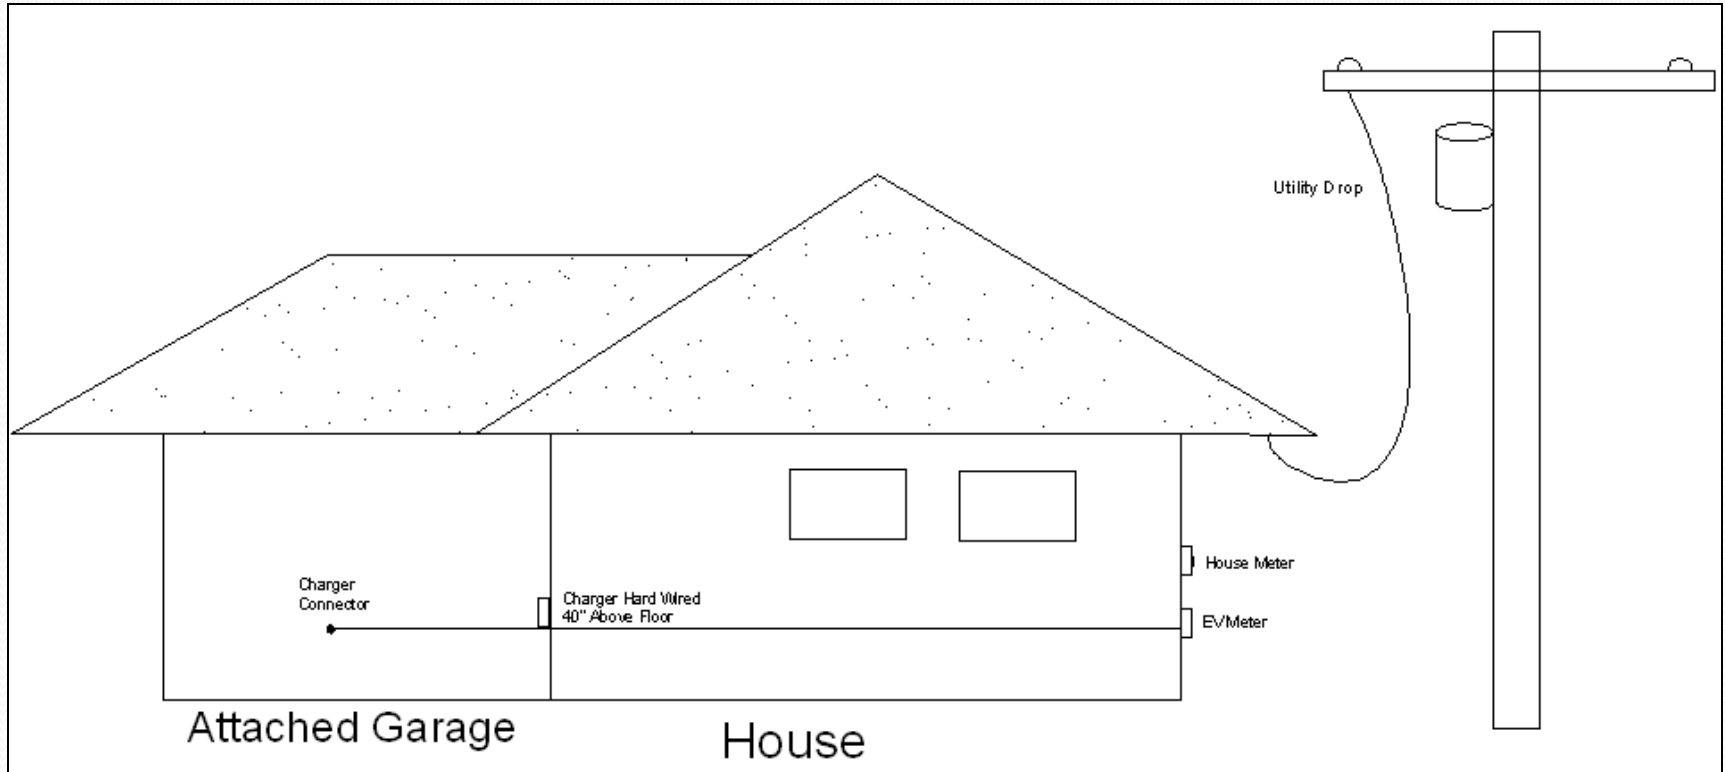 Utility Drop
House Meter
Charger
Connector
Charger Hard Wired
40" Above Floor
EV Meter
Attached Garage
House